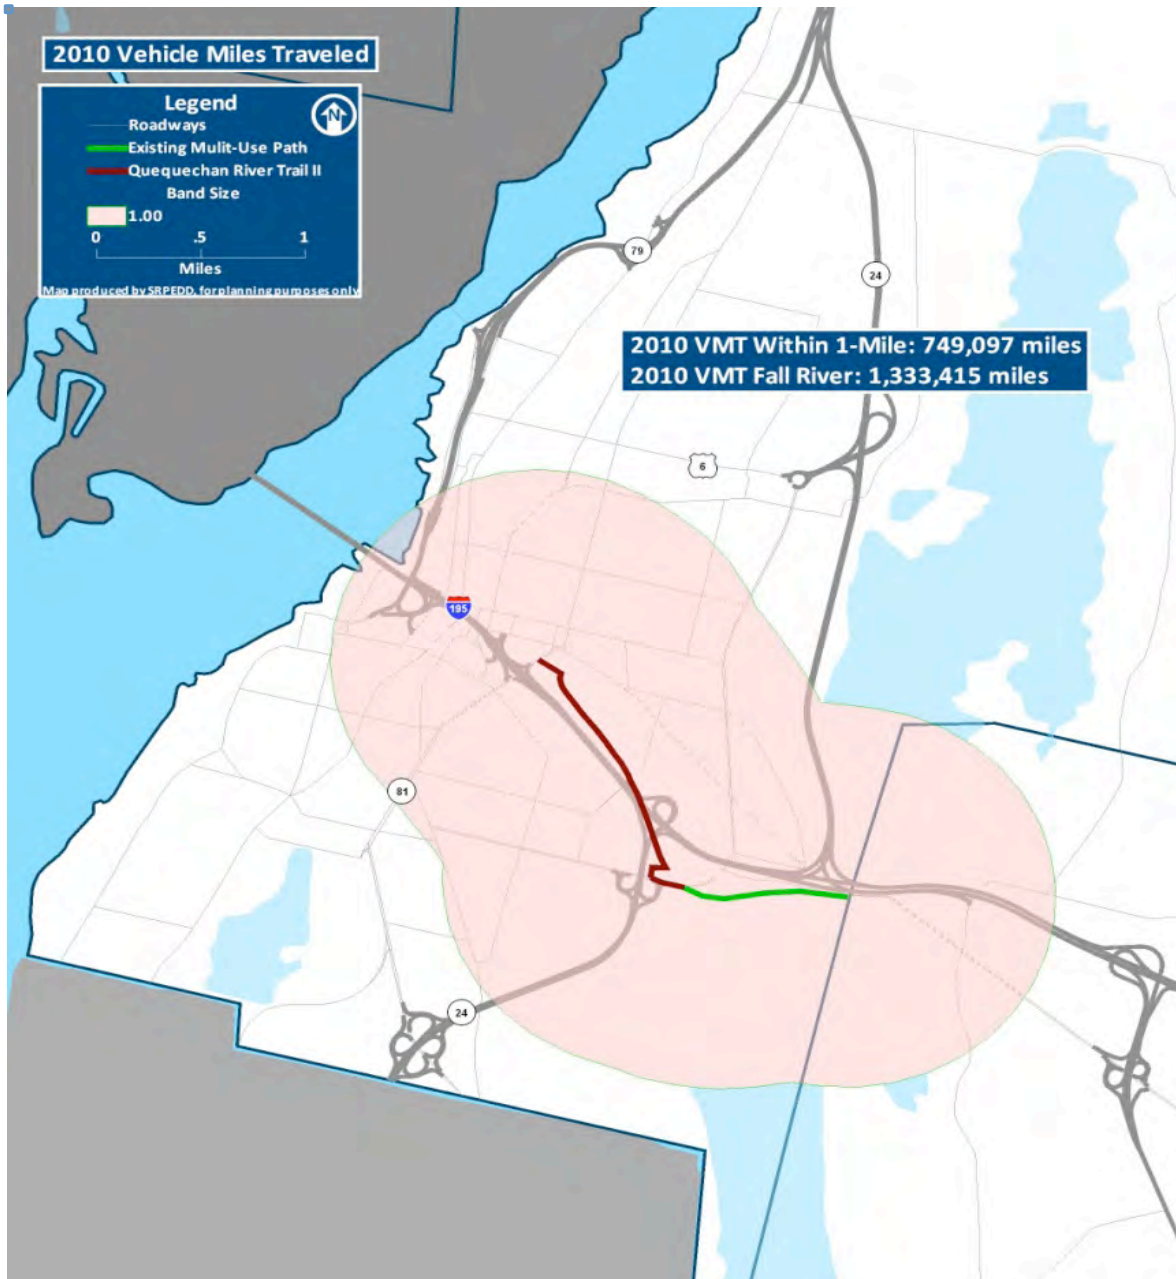 2010 Vehicle Miles Traveled
Legend
N
Roadways
Existing Mulit-Use Path
Quequechan River Trail II
Band Size
1.00
0 .5 1
Miles
Map produced by SRPEDD, for planning purposes only
79
24
2010 VMT Within 1-Mile: 749,097 miles
2010 VMT Fall River: 1,333,415 miles
6
195
81
24